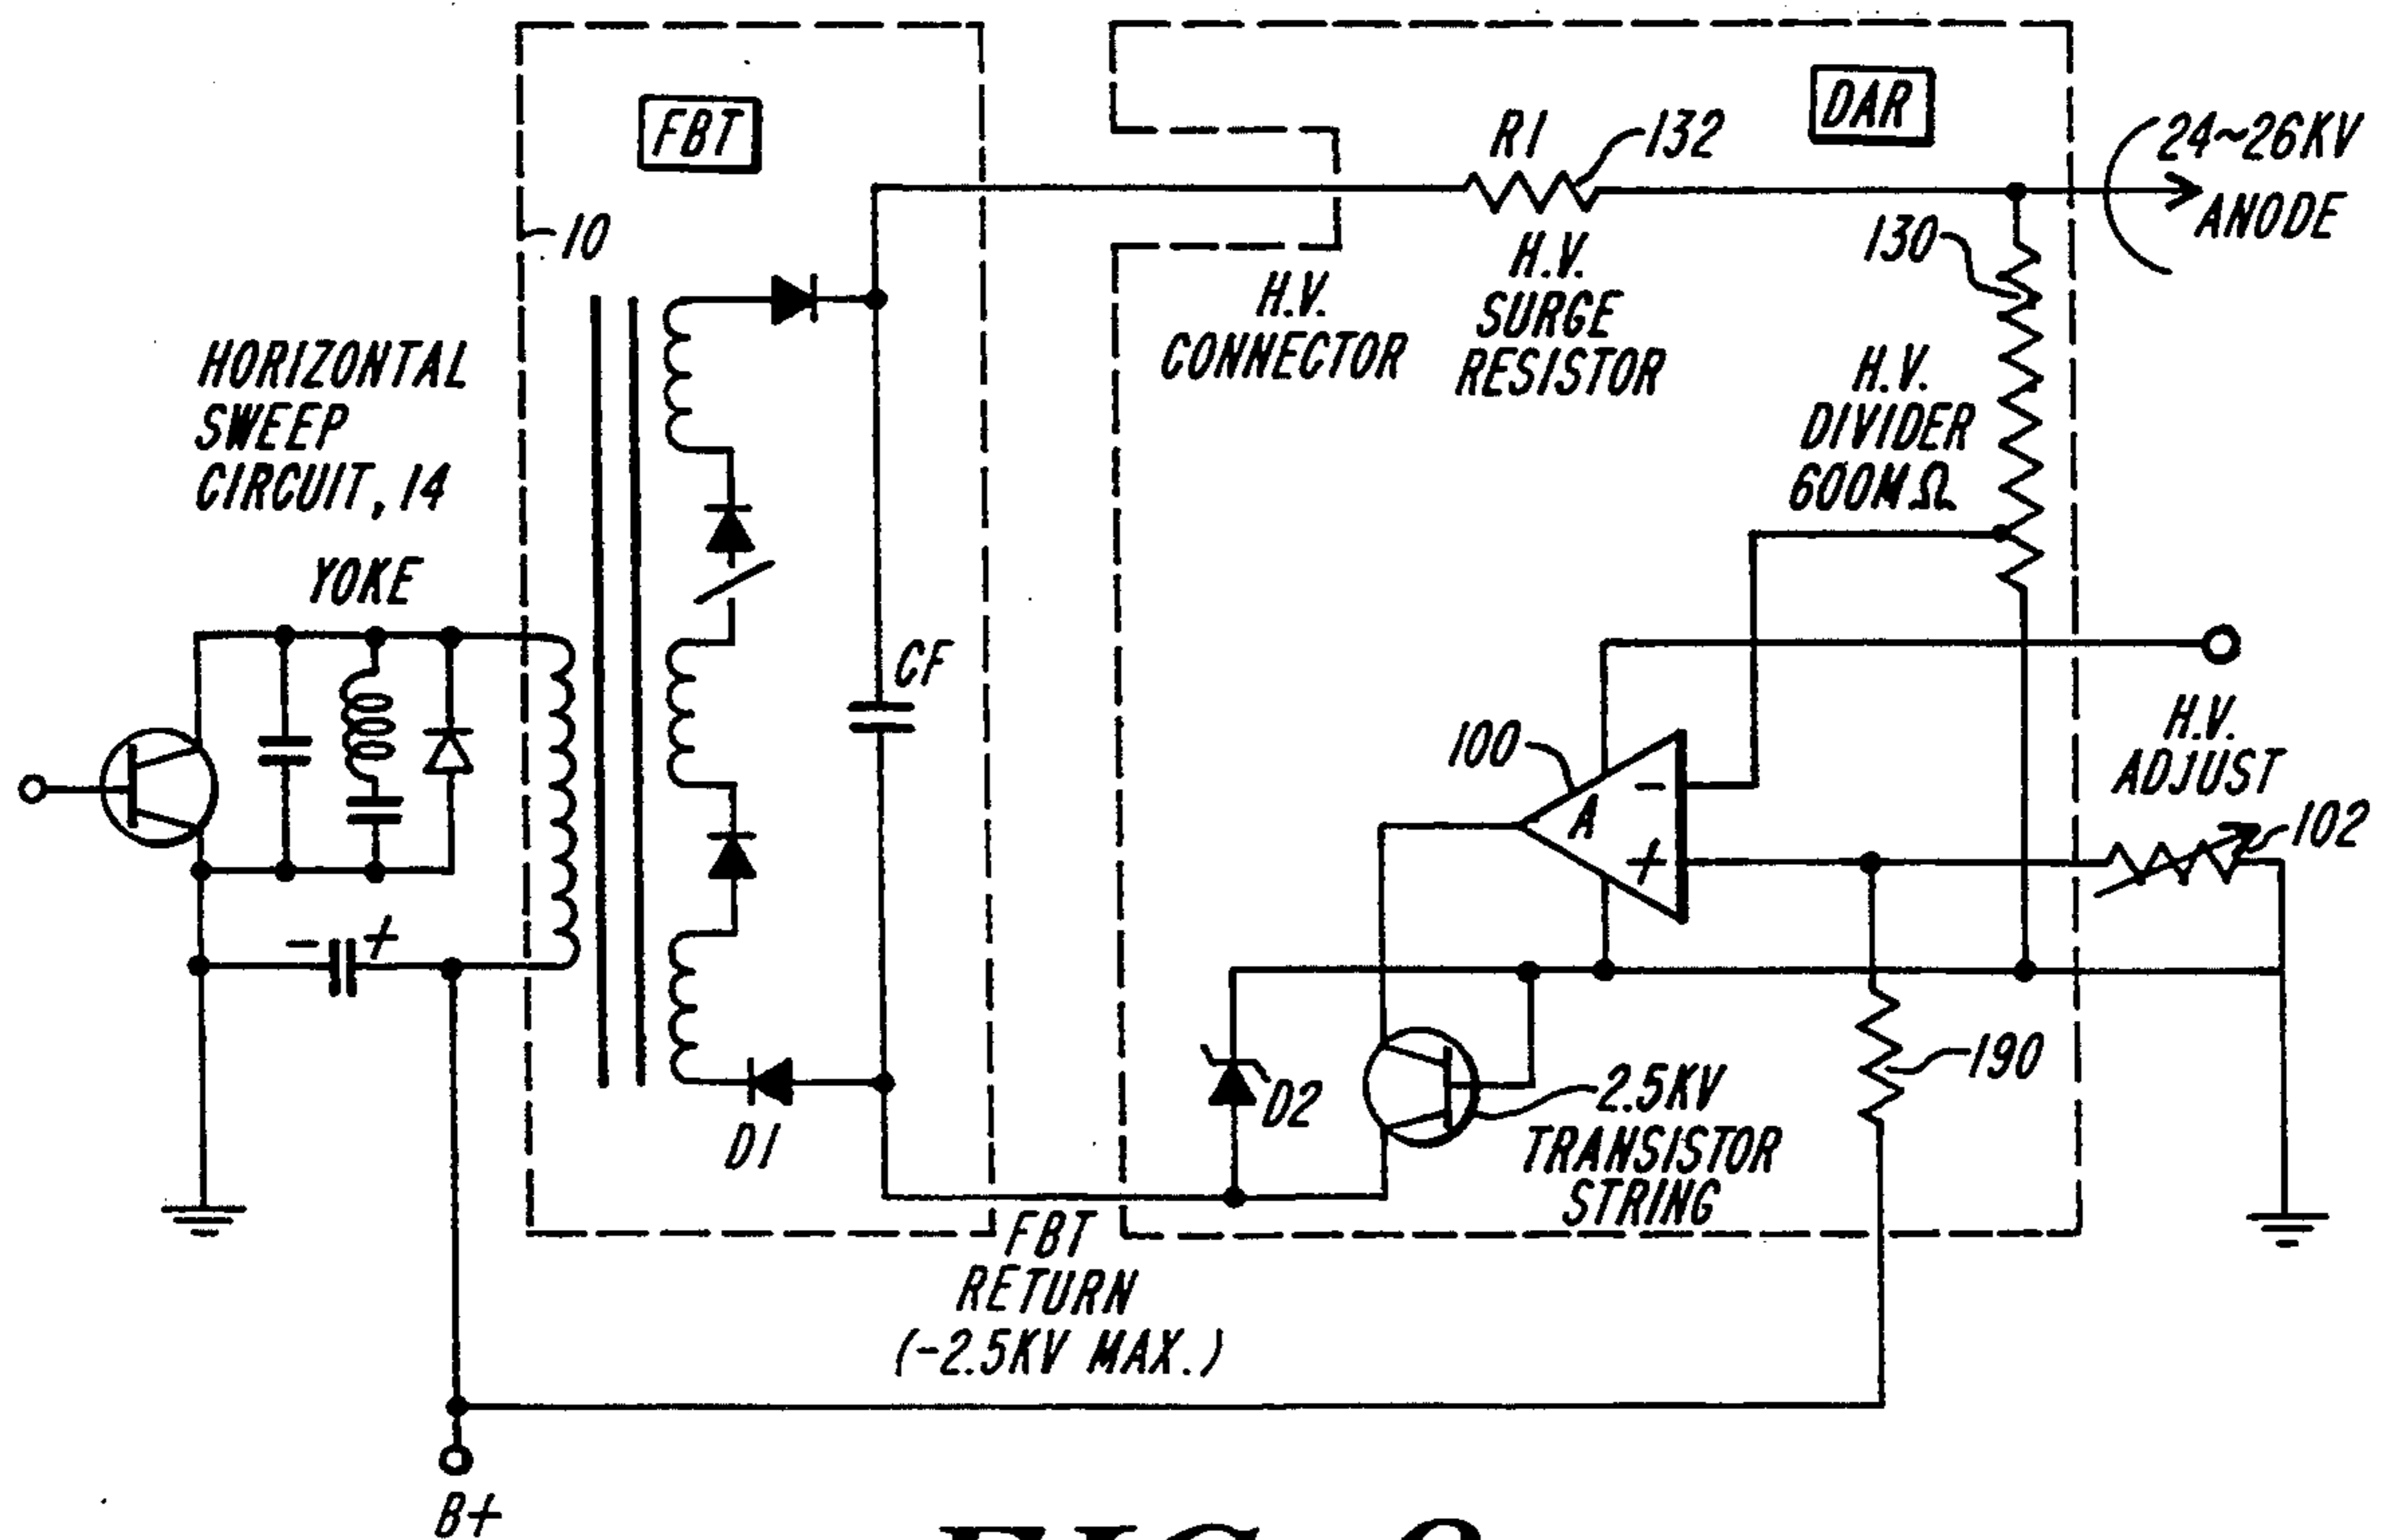 FBT
DAR
10
R1
132
24~26KV
ANODE
130
H.V.
CONNECTOR
H.V.
SURGE
RESISTOR
HORIZONTAL
SWEEP
CIRCUIT, 14
H.V.
DIVIDER
600MΩ
YOKE
CF
100
A
-
+
H.V.
ADJUST
102
- +
190
D1
D2
2.5KV
TRANSISTOR
STRING
FBT
RETURN
(-2.5KV MAX.)
B+